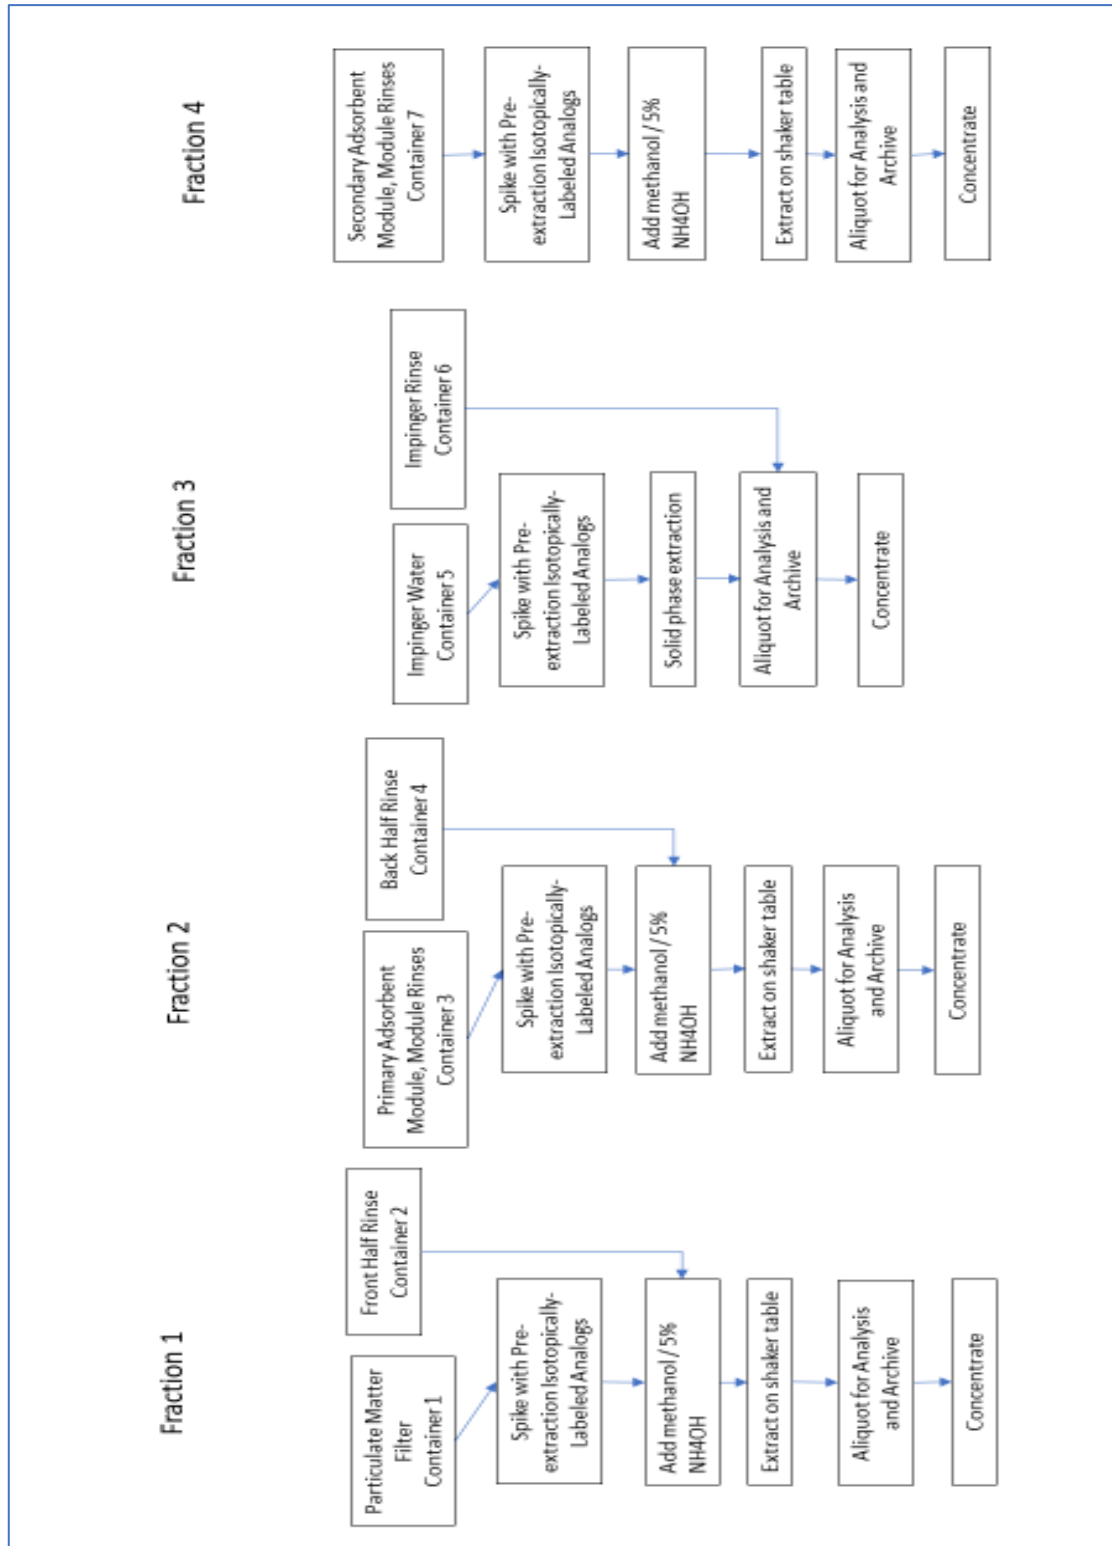 Fraction 1
Particulate Matter
Filter
Container 1
Front Half Rinse
Container 2
Spike with Pre-
extraction Isotopically-
Labeled Analogs
Add methanol / 5%
NH4OH
Extract on shaker table
Aliquot for Analysis
and Archive
Concentrate
Fraction 2
Primary Adsorbent
Module, Module Rinses
Container 3
Back Half Rinse
Container 4
Spike with Pre-
extraction Isotopically-
Labeled Analogs
Add methanol / 5%
NH4OH
Extract on shaker table
Aliquot for Analysis
and Archive
Concentrate
Fraction 3
Impinger Water
Container 5
Impinger Rinse
Container 6
Spike with Pre-
extraction Isotopically-
Labeled Analogs
Solid phase extraction
Aliquot for Analysis and
Archive
Concentrate
Fraction 4
Secondary Adsorbent
Module, Module Rinses
Container 7
Spike with Pre-
extraction Isotopically-
Labeled Analogs
Add methanol / 5%
NH4OH
Extract on shaker table
Aliquot for Analysis and
Archive
Concentrate